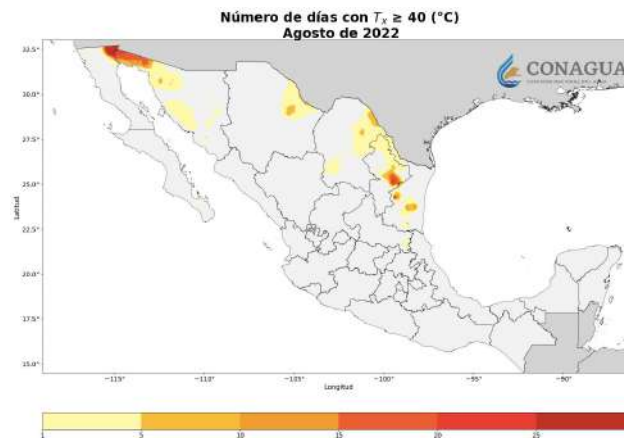 Número de días con Tₓ ≥ 40 (°C)
Agosto de 2022
CONAGUA
32.5°
30.0°
27.5°
25.0°
22.5°
20.0°
17.5°
15.0°
Latitud
−115° −110° −105° −100° −95° −90°
Longitud
1 5 10 15 20 25